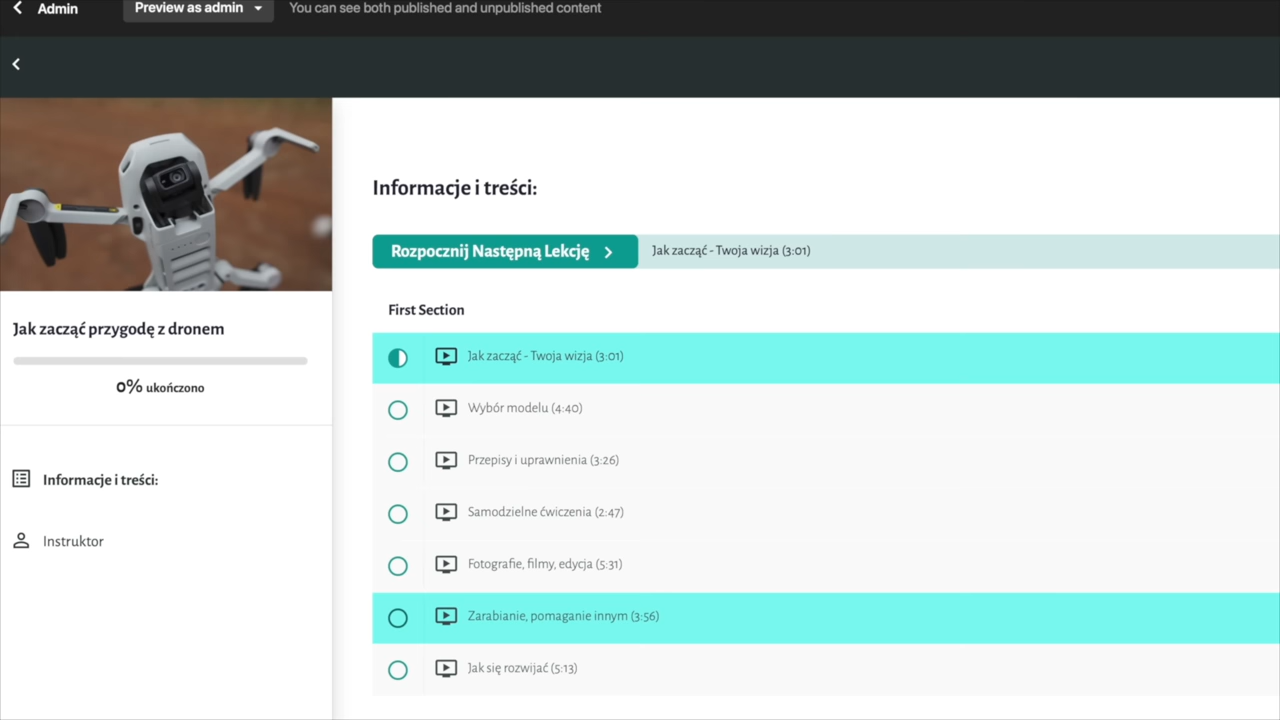 Admin
Preview as admin
You can see both published and unpublished content
Jak zacząć przygodę z dronem
0% ukończono
Informacje i treści:
Instruktor
Informacje i treści:
Rozpocznij Następną Lekcję
Jak zacząć - Twoja wizja (3:01)
First Section
Jak zacząć - Twoja wizja (3:01)
Wybór modelu (4:40)
Przepisy i uprawnienia (3:26)
Samodzielne ćwiczenia (2:47)
Fotografie, filmy, edycja (5:31)
Zarabianie, pomaganie innym (3:56)
Jak się rozwijać (5:13)